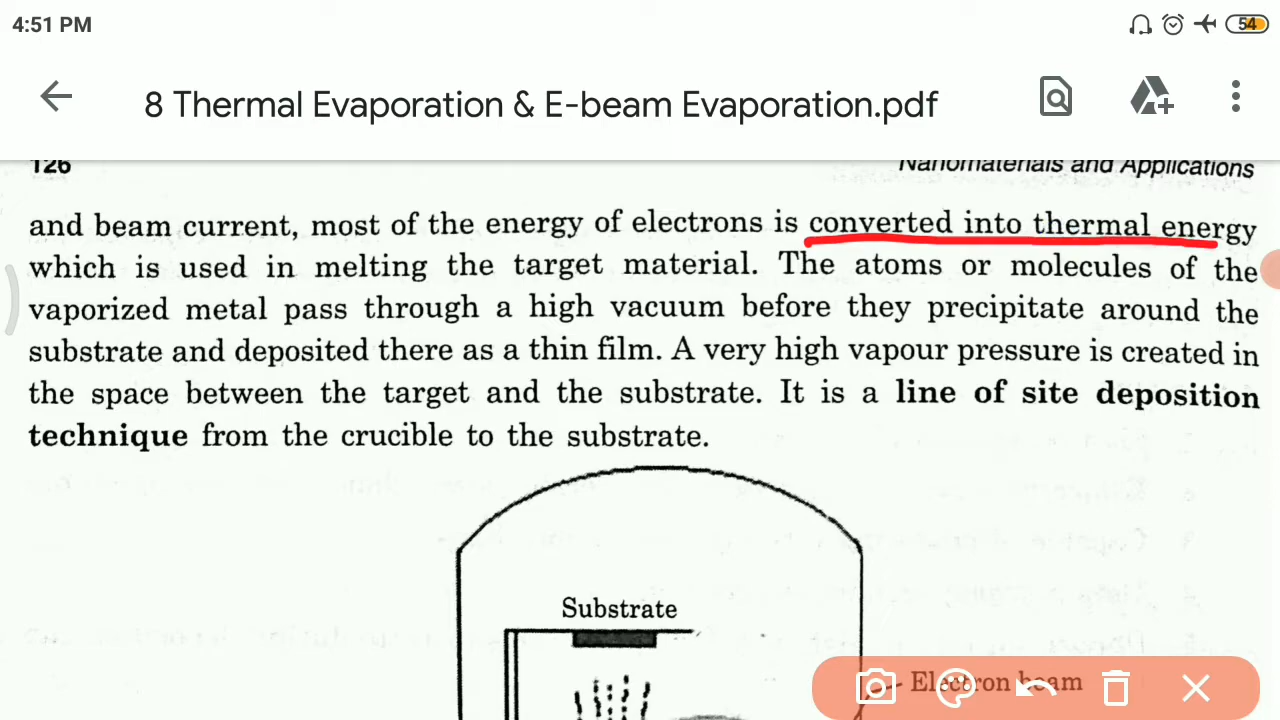 4:51 PM
54
8 Thermal Evaporation & E-beam Evaporation.pdf
126
Nanomaterials and Applications
and beam current, most of the energy of electrons is converted into thermal energy
which is used in melting the target material. The atoms or molecules of the
vaporized metal pass through a high vacuum before they precipitate around the
substrate and deposited there as a thin film. A very high vapour pressure is created in
the space between the target and the substrate. It is a line of site deposition
technique from the crucible to the substrate.
Substrate
Electron beam